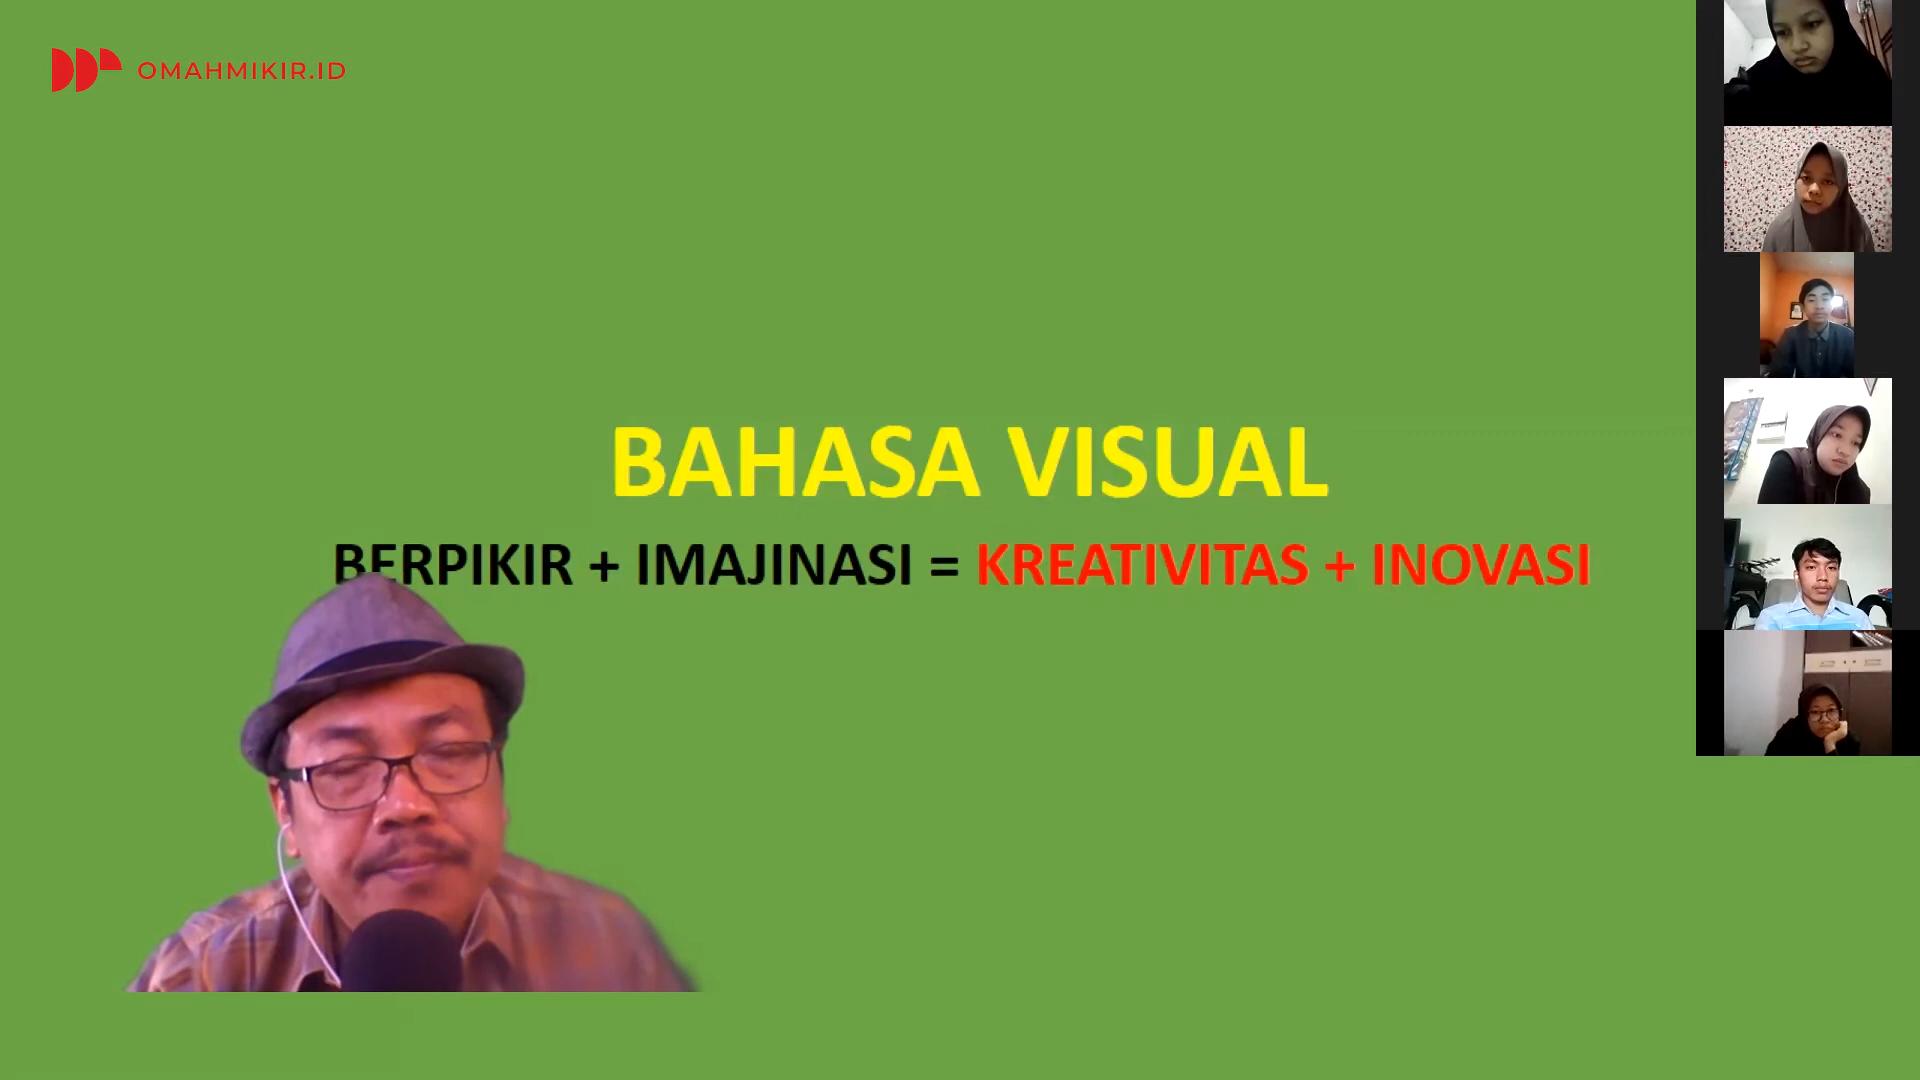 OMAHMIKIR.ID
BAHASA VISUAL
BERPIKIR + IMAJINASI = KREATIVITAS + INOVASI